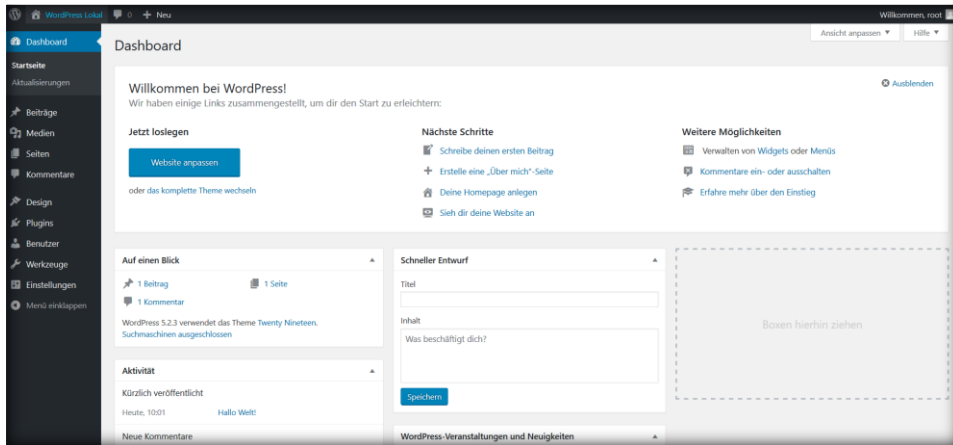 WordPress Lokal 0 + Neu Willkommen, root
Ansicht anpassen ▼ Hilfe ▼
Dashboard
Startseite
Aktualisierungen
Beiträge
Medien
Seiten
Kommentare
Design
Plugins
Benutzer
Werkzeuge
Einstellungen
Menü einklappen
Dashboard
Willkommen bei WordPress!
Wir haben einige Links zusammengestellt, um dir den Start zu erleichtern:
Ausblenden
Jetzt loslegen
Website anpassen
oder das komplette Theme wechseln
Nächste Schritte
Schreibe deinen ersten Beitrag
Erstelle eine „Über mich"-Seite
Deine Homepage anlegen
Sieh dir deine Website an
Weitere Möglichkeiten
Verwalten von Widgets oder Menüs
Kommentare ein- oder ausschalten
Erfahre mehr über den Einstieg
Auf einen Blick
1 Beitrag 1 Seite
1 Kommentar
WordPress 5.2.3 verwendet das Theme Twenty Nineteen.
Suchmaschinen ausgeschlossen
Aktivität
Kürzlich veröffentlicht
Heute, 10:01 Hallo Welt!
Neue Kommentare
Schneller Entwurf
Titel
Inhalt
Was beschäftigt dich?
Speichern
WordPress-Veranstaltungen und Neuigkeiten
Boxen hierhin ziehen